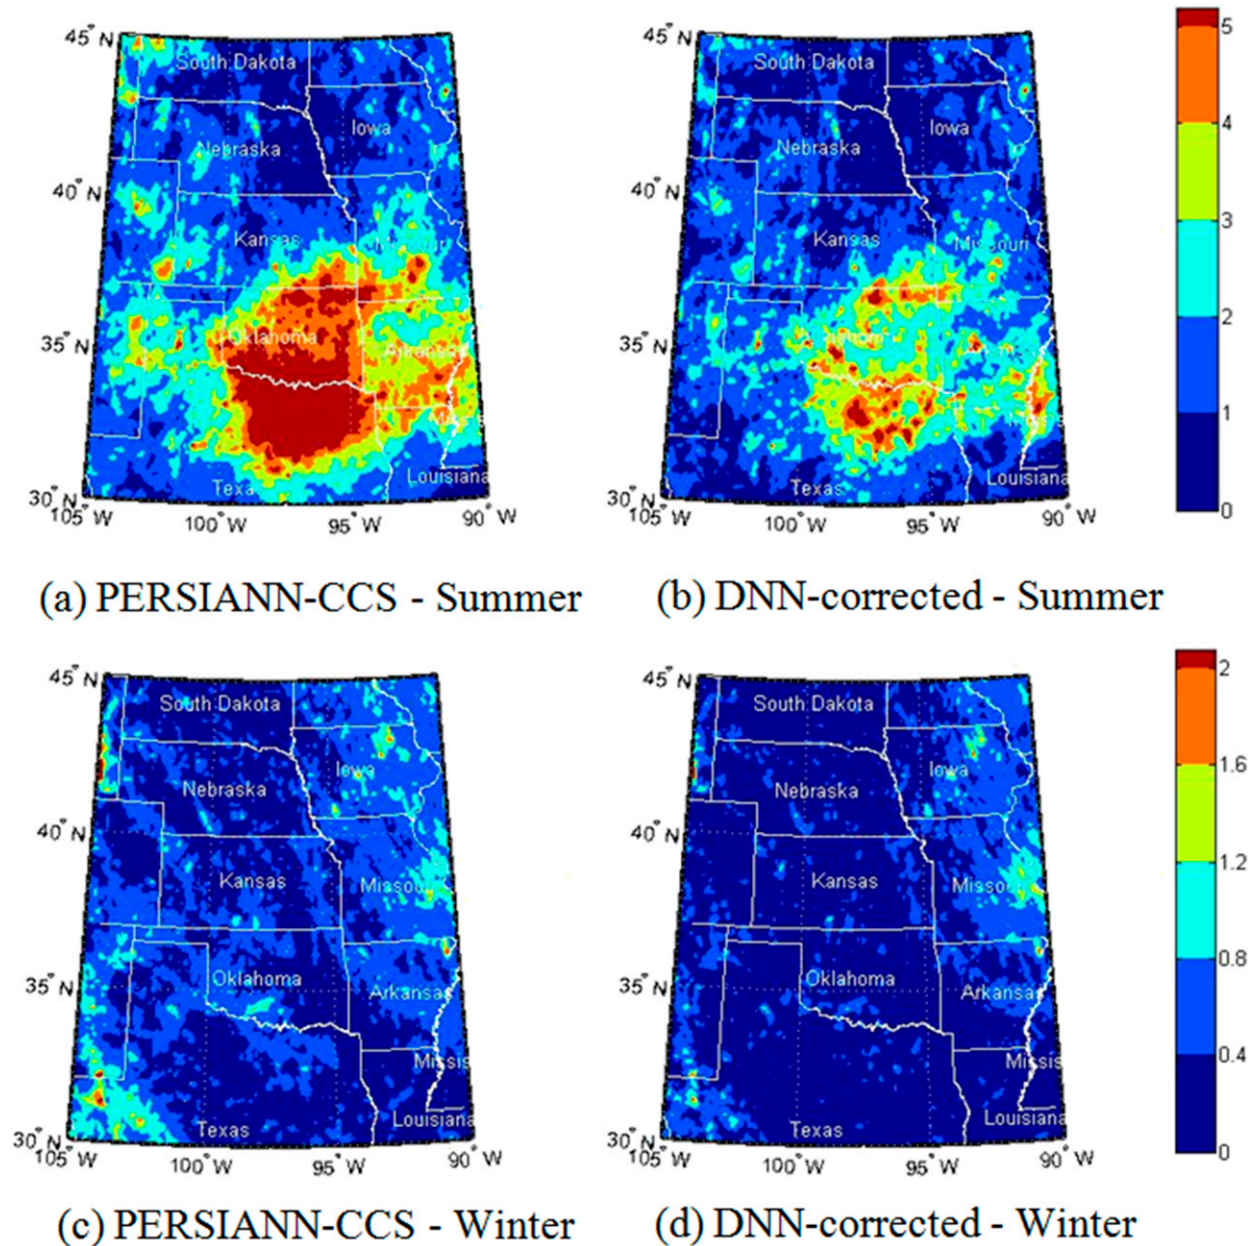 45° N
South Dakota
Iowa
Nebraska
40° N
Kansas
Missouri
35° N
Oklahoma
Arkansas
Missis
Louisiana
Texa
30° N
105° W
100° W
95° W
90° W
45° N
South Dakota
Iowa
Nebraska
40° N
Kansas
Missouri
35° N
Louisiana
Texas
30° N
105° W
100° W
95° W
90° W
5
4
3
2
1
0
(a) PERSIANN-CCS - Summer
(b) DNN-corrected - Summer
45° N
South Dakota
Iowa
Nebraska
40° N
Kansas
Missouri
35° N
Oklahoma
Arkansas
Missis
Louisiana
Texas
30° N
105° W
100° W
95° W
90° W
45° N
South Dakota
Iowa
Nebraska
40° N
Kansas
Missouri
35° N
Oklahoma
Arkansas
Missis
Louisiana
Texas
30° N
105° W
100° W
95° W
90° W
2
1.6
1.2
0.8
0.4
0
(c) PERSIANN-CCS - Winter
(d) DNN-corrected - Winter